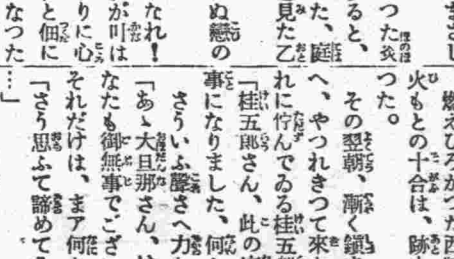 燃えひろがつた西
火もとの十合は、跡
つた。
その翌朝、漸く鎮
へ、やつれきつて來
れに佇んでゐる桂五
「桂五郎さん、此の
事になりました、何
さういふ聲さへ力
「あゝ大旦那さん、
なたも御無事でござ
それだけは、まア何
「さう思ふて諦めて
…」
つた炎
ると、
た、庭
見た乙
ぬ戀の
なれ!
が叫は
りに心
と佃に
なつた